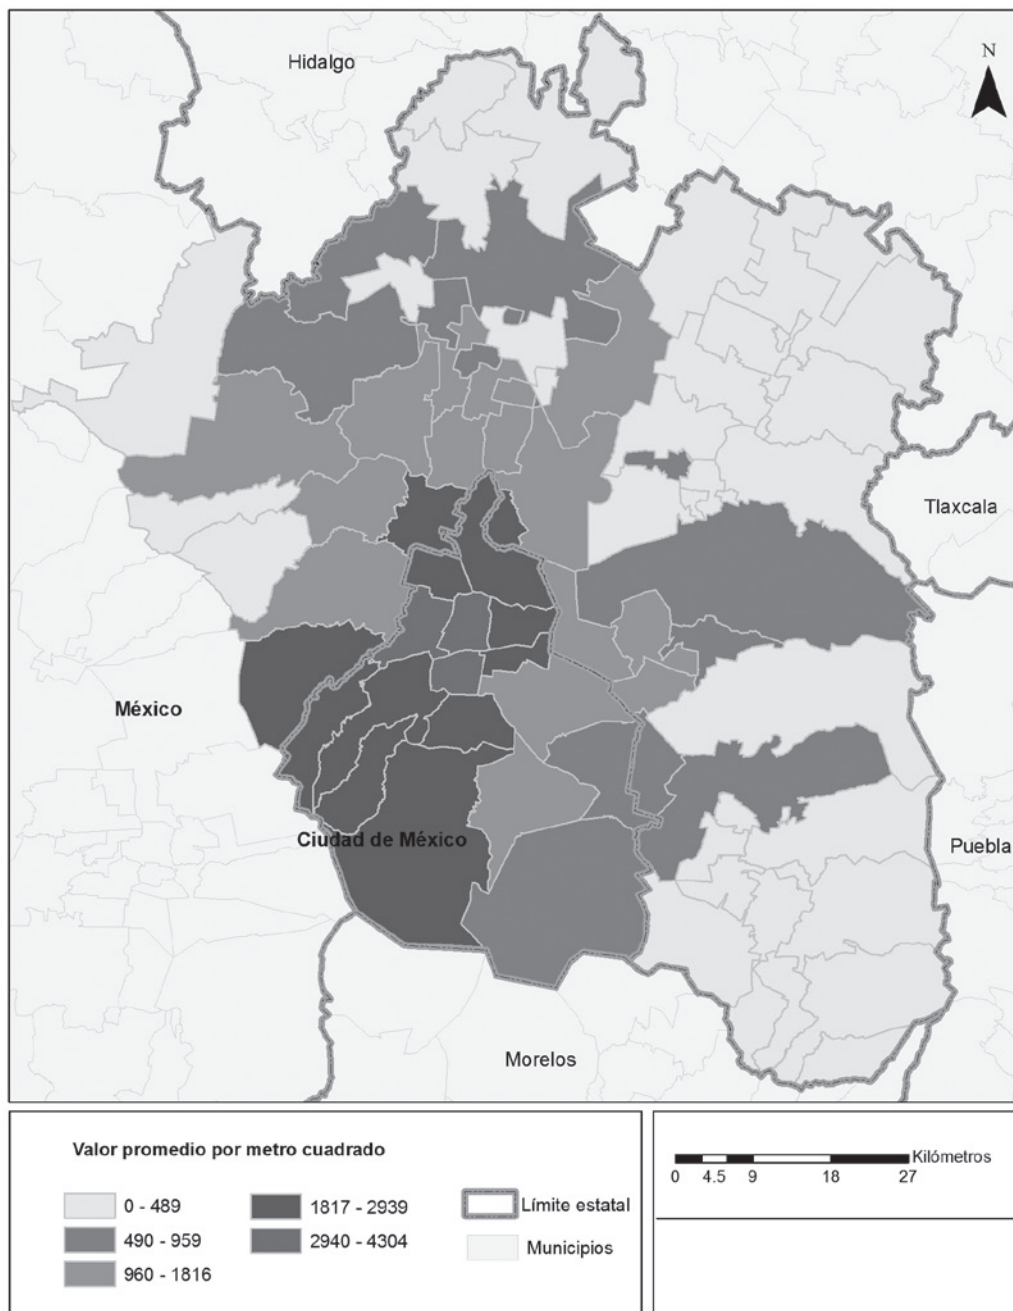 Hidalgo
N
Tlaxcala
México
Ciudad de México
Puebla
Morelos
Valor promedio por metro cuadrado
0 - 489
490 - 959
960 - 1816
1817 - 2939
2940 - 4304
Límite estatal
Municipios
Kilómetros
0 4.5 9 18 27